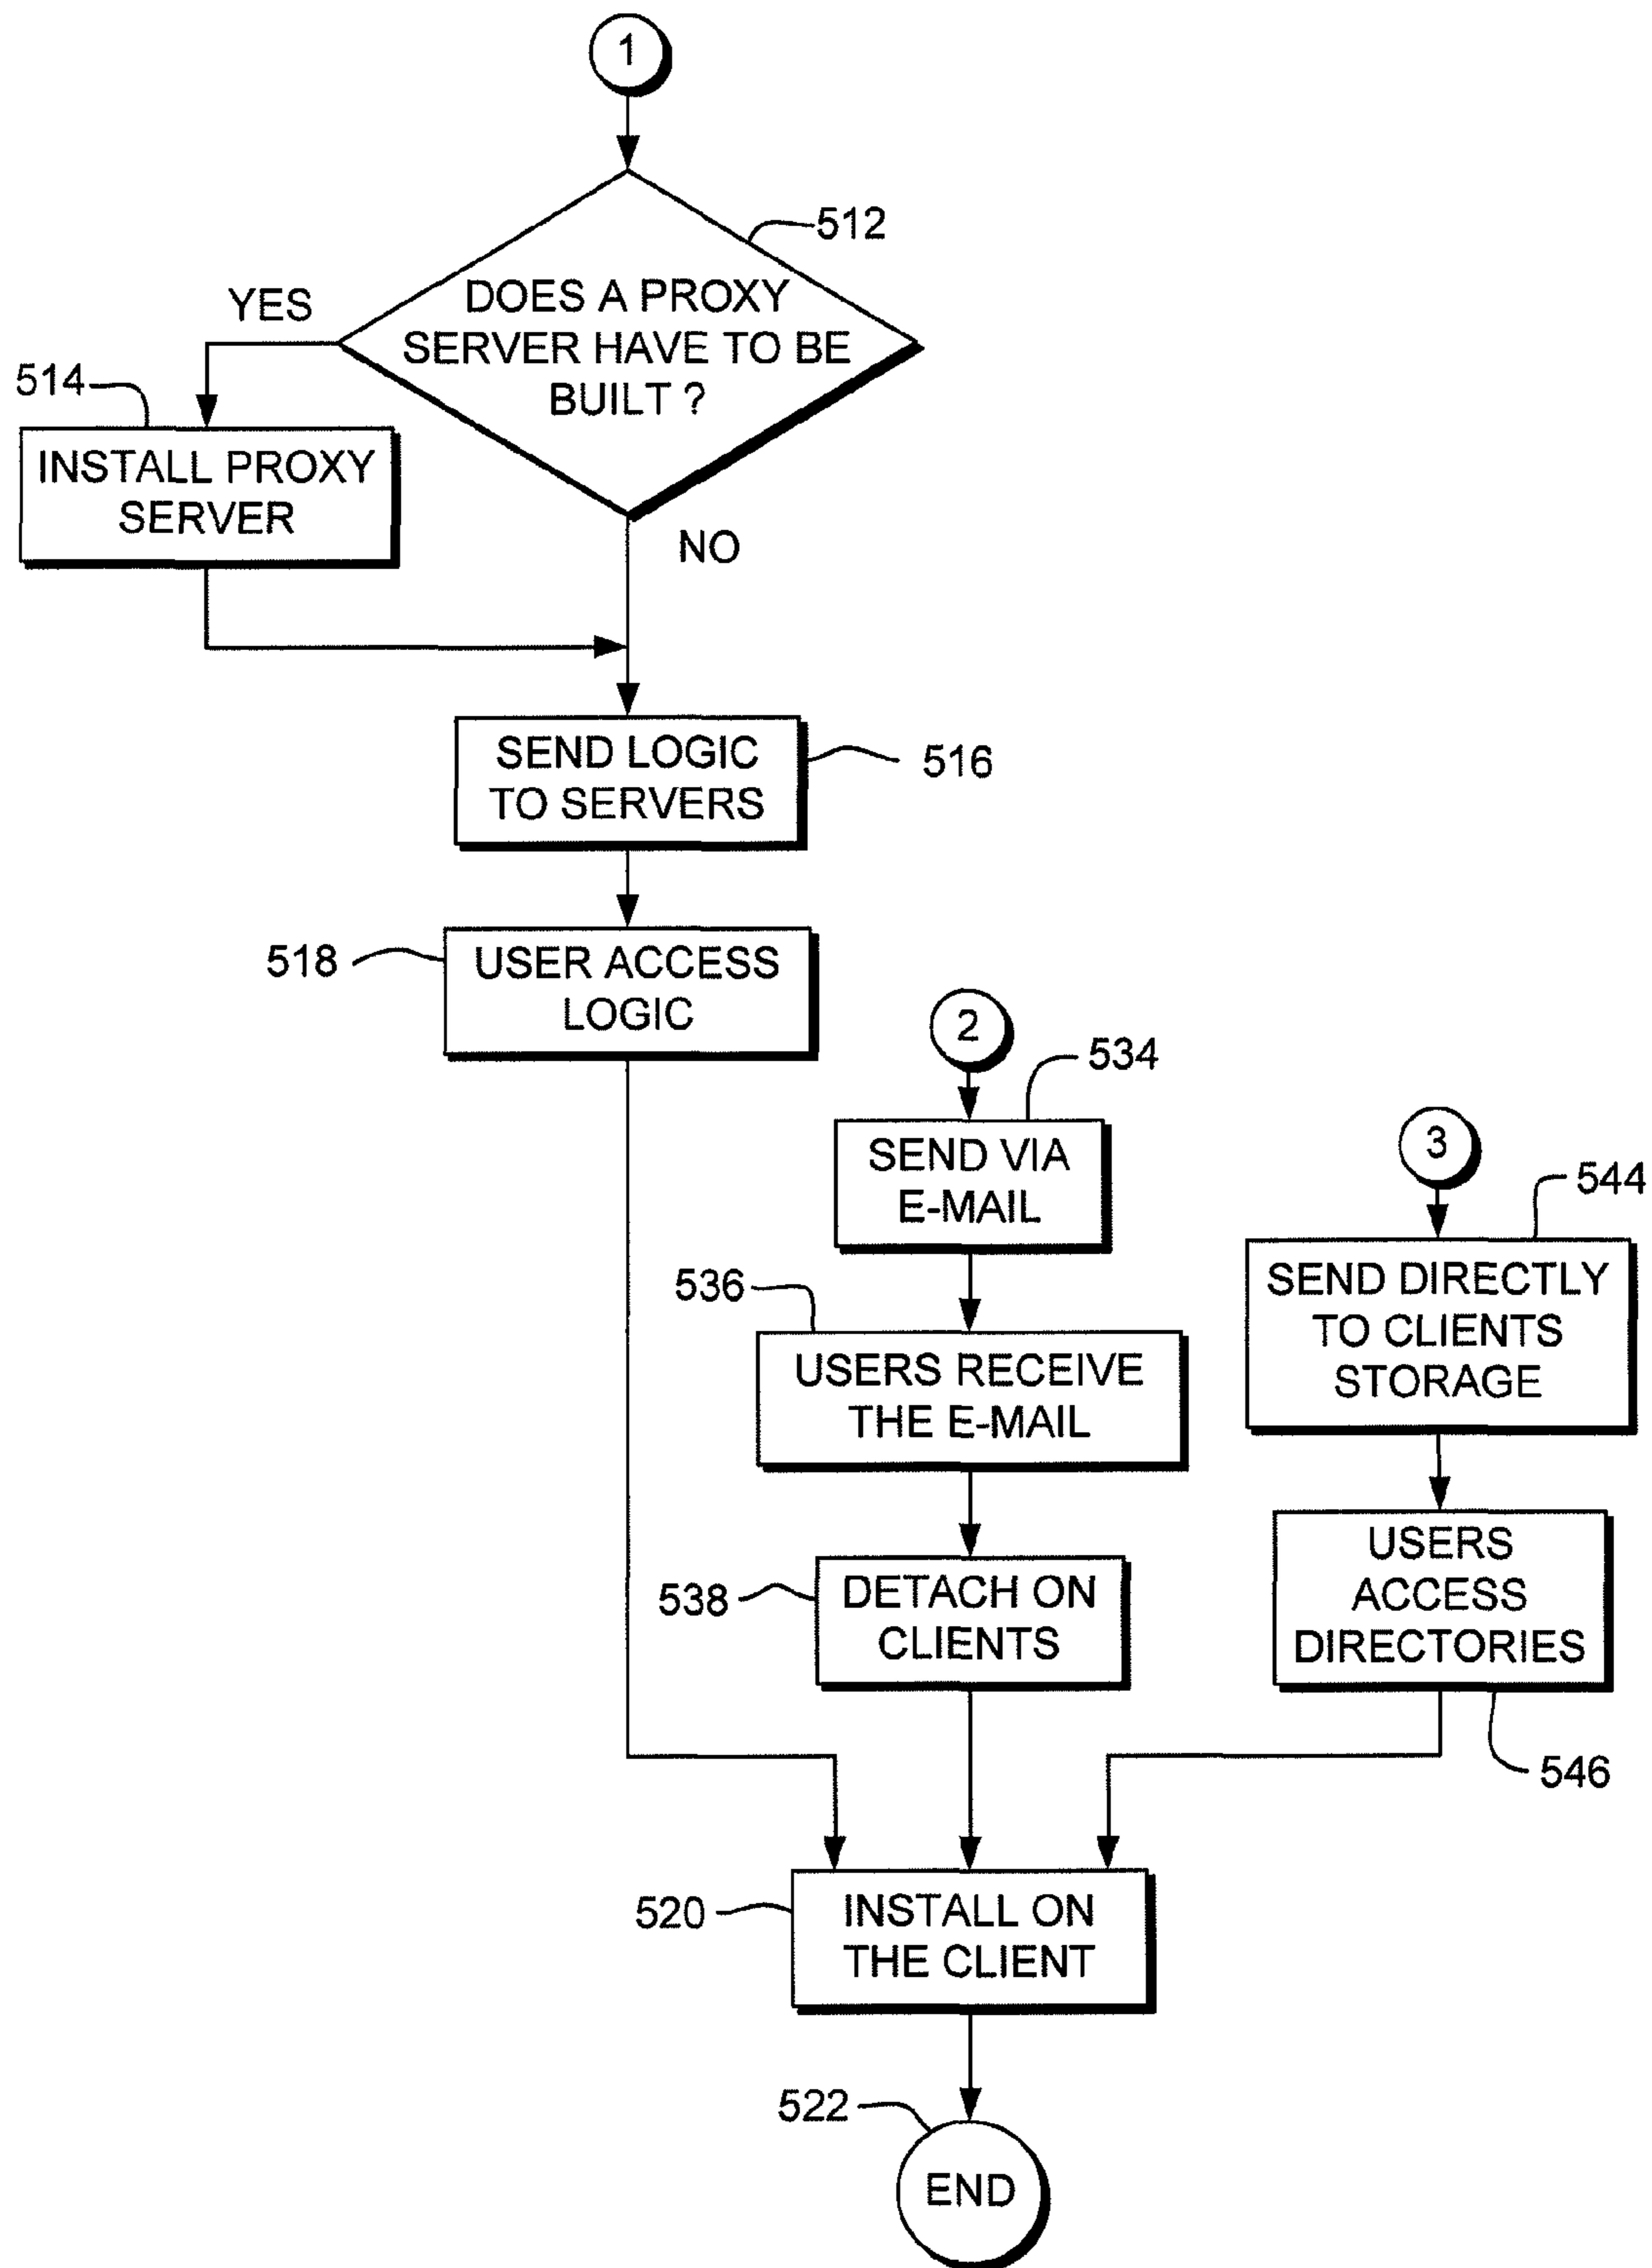 1
512
DOES A PROXY
SERVER HAVE TO BE
BUILT ?
YES
514
INSTALL PROXY
SERVER
NO
SEND LOGIC
TO SERVERS
516
518
USER ACCESS
LOGIC
2
534
SEND VIA
E-MAIL
3
544
SEND DIRECTLY
TO CLIENTS
STORAGE
536
USERS RECEIVE
THE E-MAIL
538
DETACH ON
CLIENTS
USERS
ACCESS
DIRECTORIES
546
520
INSTALL ON
THE CLIENT
522
END